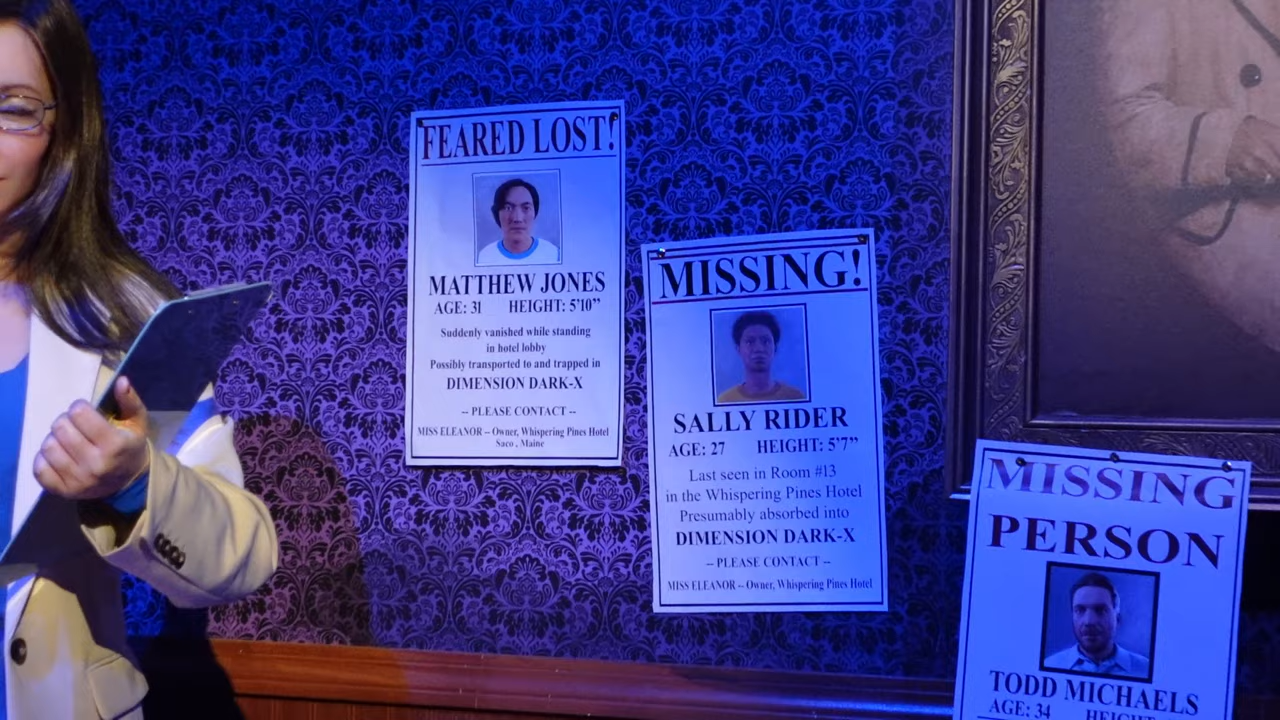 FEARED LOST!
MATTHEW JONES
AGE: 31 HEIGHT: 5'10”
Suddenly vanished while standing
in hotel lobby
Possibly transported to and trapped in
DIMENSION DARK-X
-- PLEASE CONTACT --
MISS ELEANOR -- Owner, Whispering Pines Hotel
Saco , Maine
MISSING!
SALLY RIDER
AGE: 27 HEIGHT: 5'7”
Last seen in Room #13
in the Whispering Pines Hotel
Presumably absorbed into
DIMENSION DARK-X
-- PLEASE CONTACT --
MISS ELEANOR -- Owner, Whispering Pines Hotel
MISSING
PERSON
TODD MICHAELS
AGE: 34